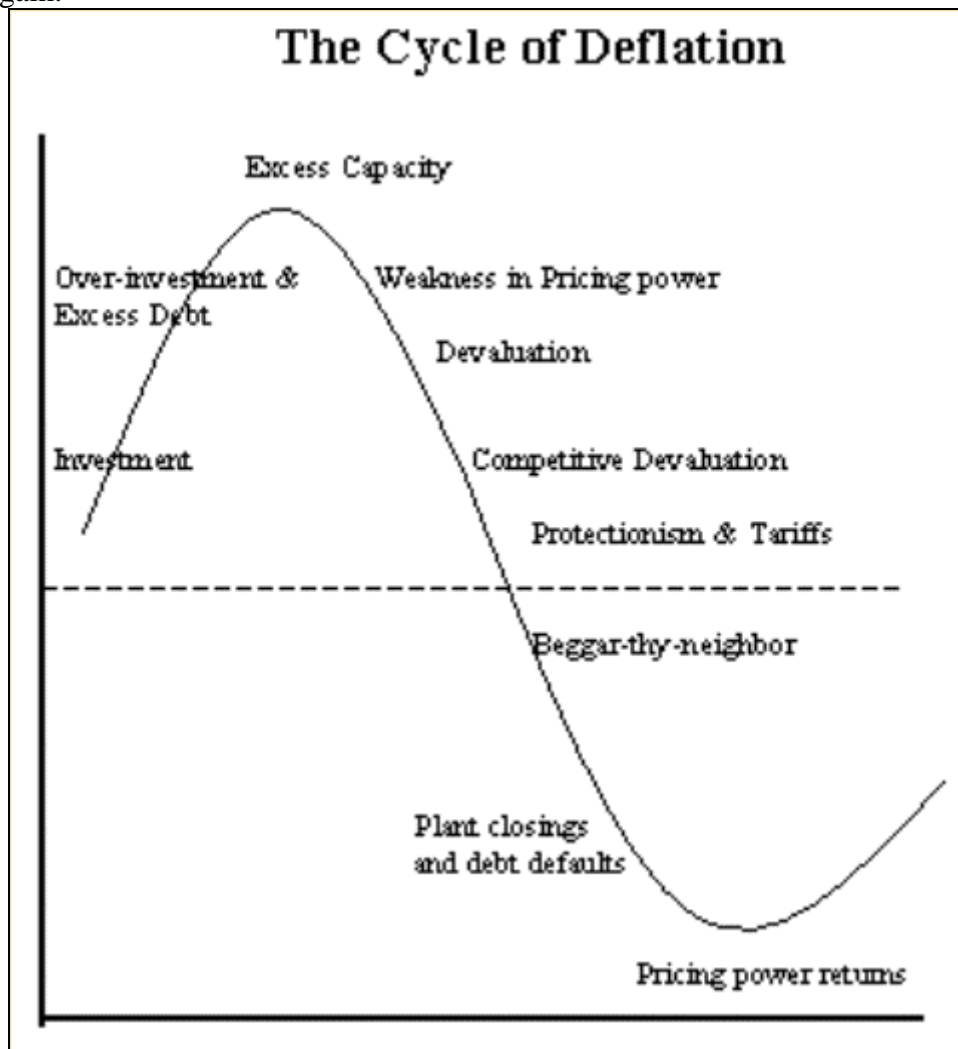 The Cycle of Deflation
Excess Capacity
Over-investment &
Excess Debt
Weakness in Pricing power
Devaluation
Investment
Competitive Devaluation
Protectionism & Tariffs
Beggar-thy-neighbor
Plant closings
and debt defaults
Pricing power returns